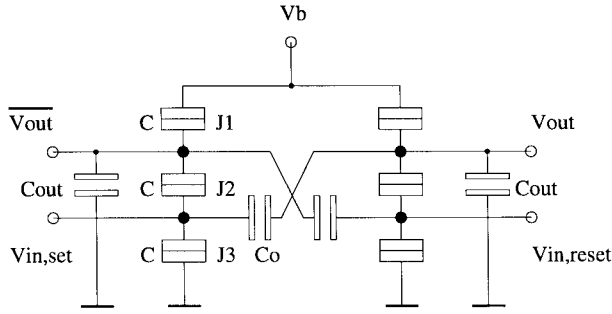 Vb
Vout C J1 Vout
Cout C J2 Cout
Vin,set C J3 Co Vin,reset